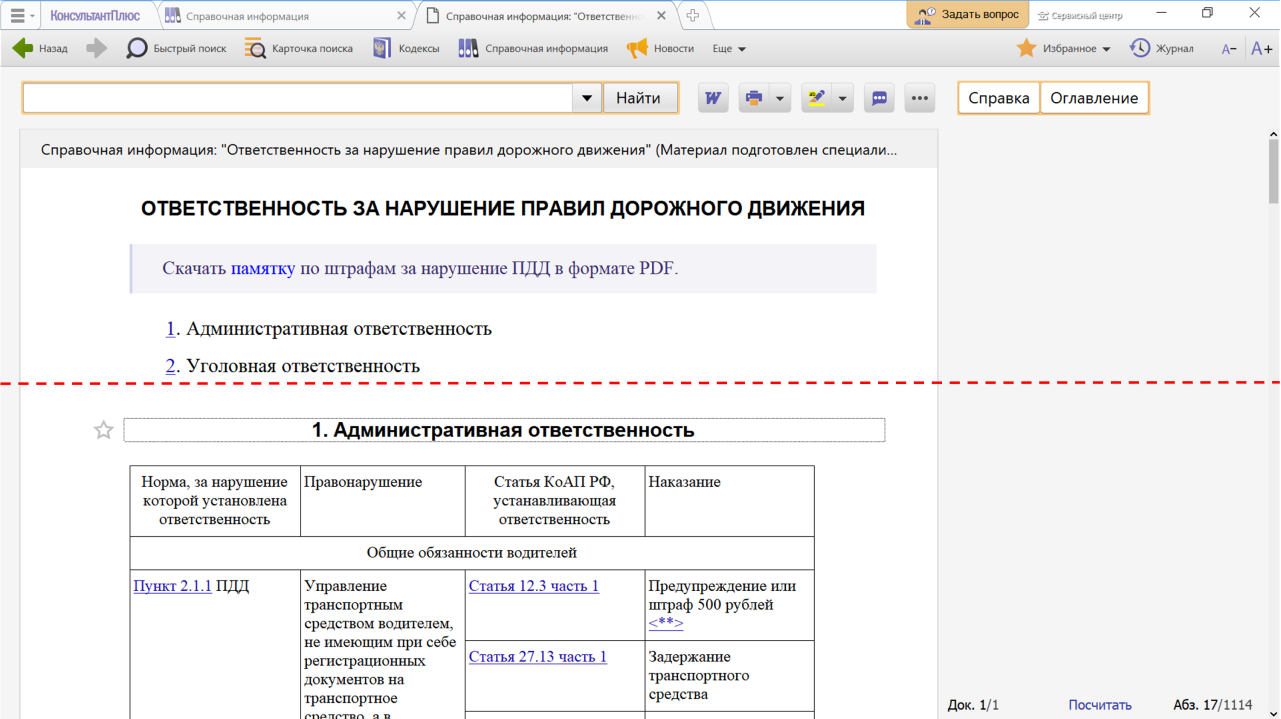 КонсультантПлюс
Справочная информация
Справочная информация: "Ответственно
Задать вопрос
Сервисный центр
Назад
Быстрый поиск
Карточка поиска
Кодексы
Справочная информация
Новости
Еще
Избранное
Журнал
A−
A+
Найти
W
Справка
Оглавление
Справочная информация: "Ответственность за нарушение правил дорожного движения" (Материал подготовлен специали...
ОТВЕТСТВЕННОСТЬ ЗА НАРУШЕНИЕ ПРАВИЛ ДОРОЖНОГО ДВИЖЕНИЯ
Скачать памятку по штрафам за нарушение ПДД в формате PDF.
1. Административная ответственность
2. Уголовная ответственность
1. Административная ответственность
Норма, за нарушение
которой установлена
ответственность
Правонарушение
Статья КоАП РФ,
устанавливающая
ответственность
Наказание
Общие обязанности водителей
Пункт 2.1.1 ПДД
Управление
транспортным
средством водителем,
не имеющим при себе
регистрационных
документов на
транспортное
средство, а в
Статья 12.3 часть 1
Предупреждение или
штраф 500 рублей
<**>
Статья 27.13 часть 1
Задержание
транспортного
средства
Док. 1/1
Посчитать
Абз. 17/1114